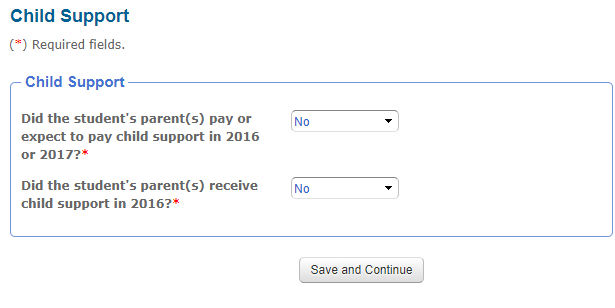 Child Support
(*) Required fields.
Child Support
Did the student's parent(s) pay or
expect to pay child support in 2016
or 2017?*
No
Did the student's parent(s) receive
child support in 2016?*
No
Save and Continue